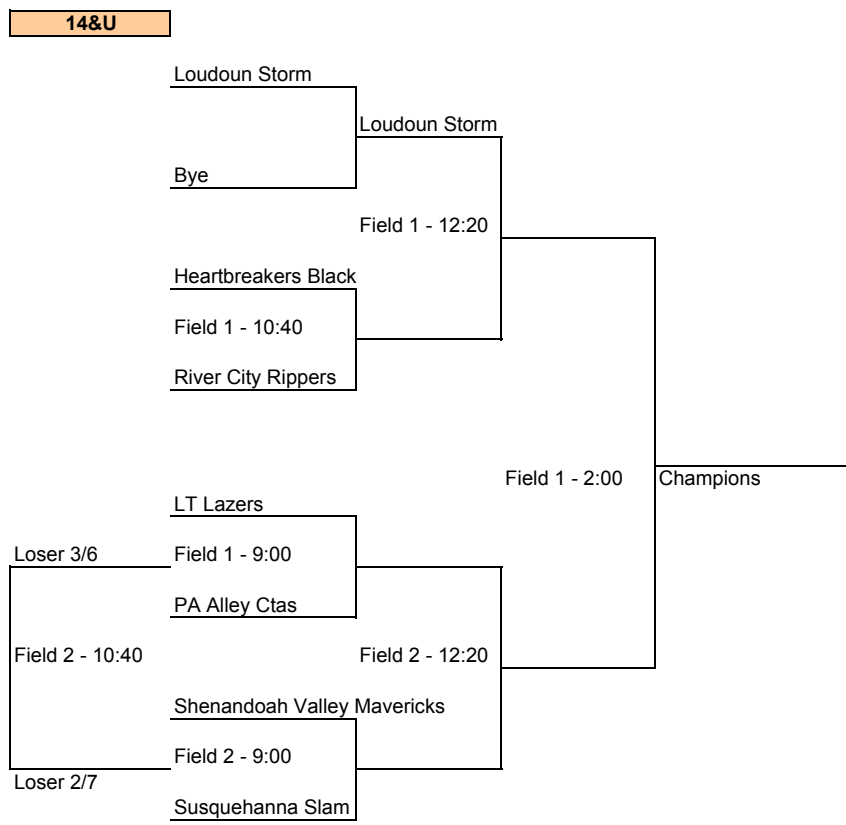 14&U
Loudoun Storm
Loudoun Storm
Bye
Field 1 - 12:20
Heartbreakers Black
Field 1 - 10:40
River City Rippers
Field 1 - 2:00
Champions
LT Lazers
Loser 3/6
Field 1 - 9:00
PA Alley Ctas
Field 2 - 10:40
Field 2 - 12:20
Shenandoah Valley Mavericks
Field 2 - 9:00
Loser 2/7
Susquehanna Slam